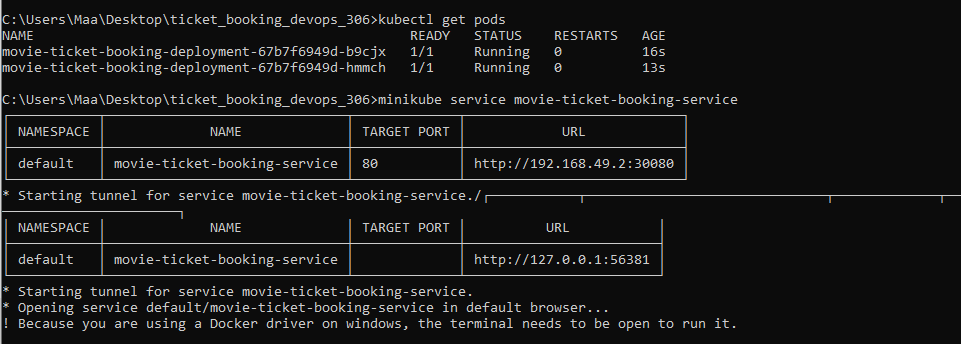 C:\Users\Maa\Desktop\ticket_booking_devops_306>kubectl get pods
NAME READY STATUS RESTARTS AGE
movie-ticket-booking-deployment-67b7f6949d-b9cjx 1/1 Running 0 16s
movie-ticket-booking-deployment-67b7f6949d-hmmch 1/1 Running 0 13s
C:\Users\Maa\Desktop\ticket_booking_devops_306>minikube service movie-ticket-booking-service
NAMESPACE NAME TARGET PORT URL
default movie-ticket-booking-service 80 http://192.168.49.2:30080
* Starting tunnel for service movie-ticket-booking-service./
NAMESPACE NAME TARGET PORT URL
default movie-ticket-booking-service http://127.0.0.1:56381
* Starting tunnel for service movie-ticket-booking-service.
* Opening service default/movie-ticket-booking-service in default browser...
! Because you are using a Docker driver on windows, the terminal needs to be open to run it.